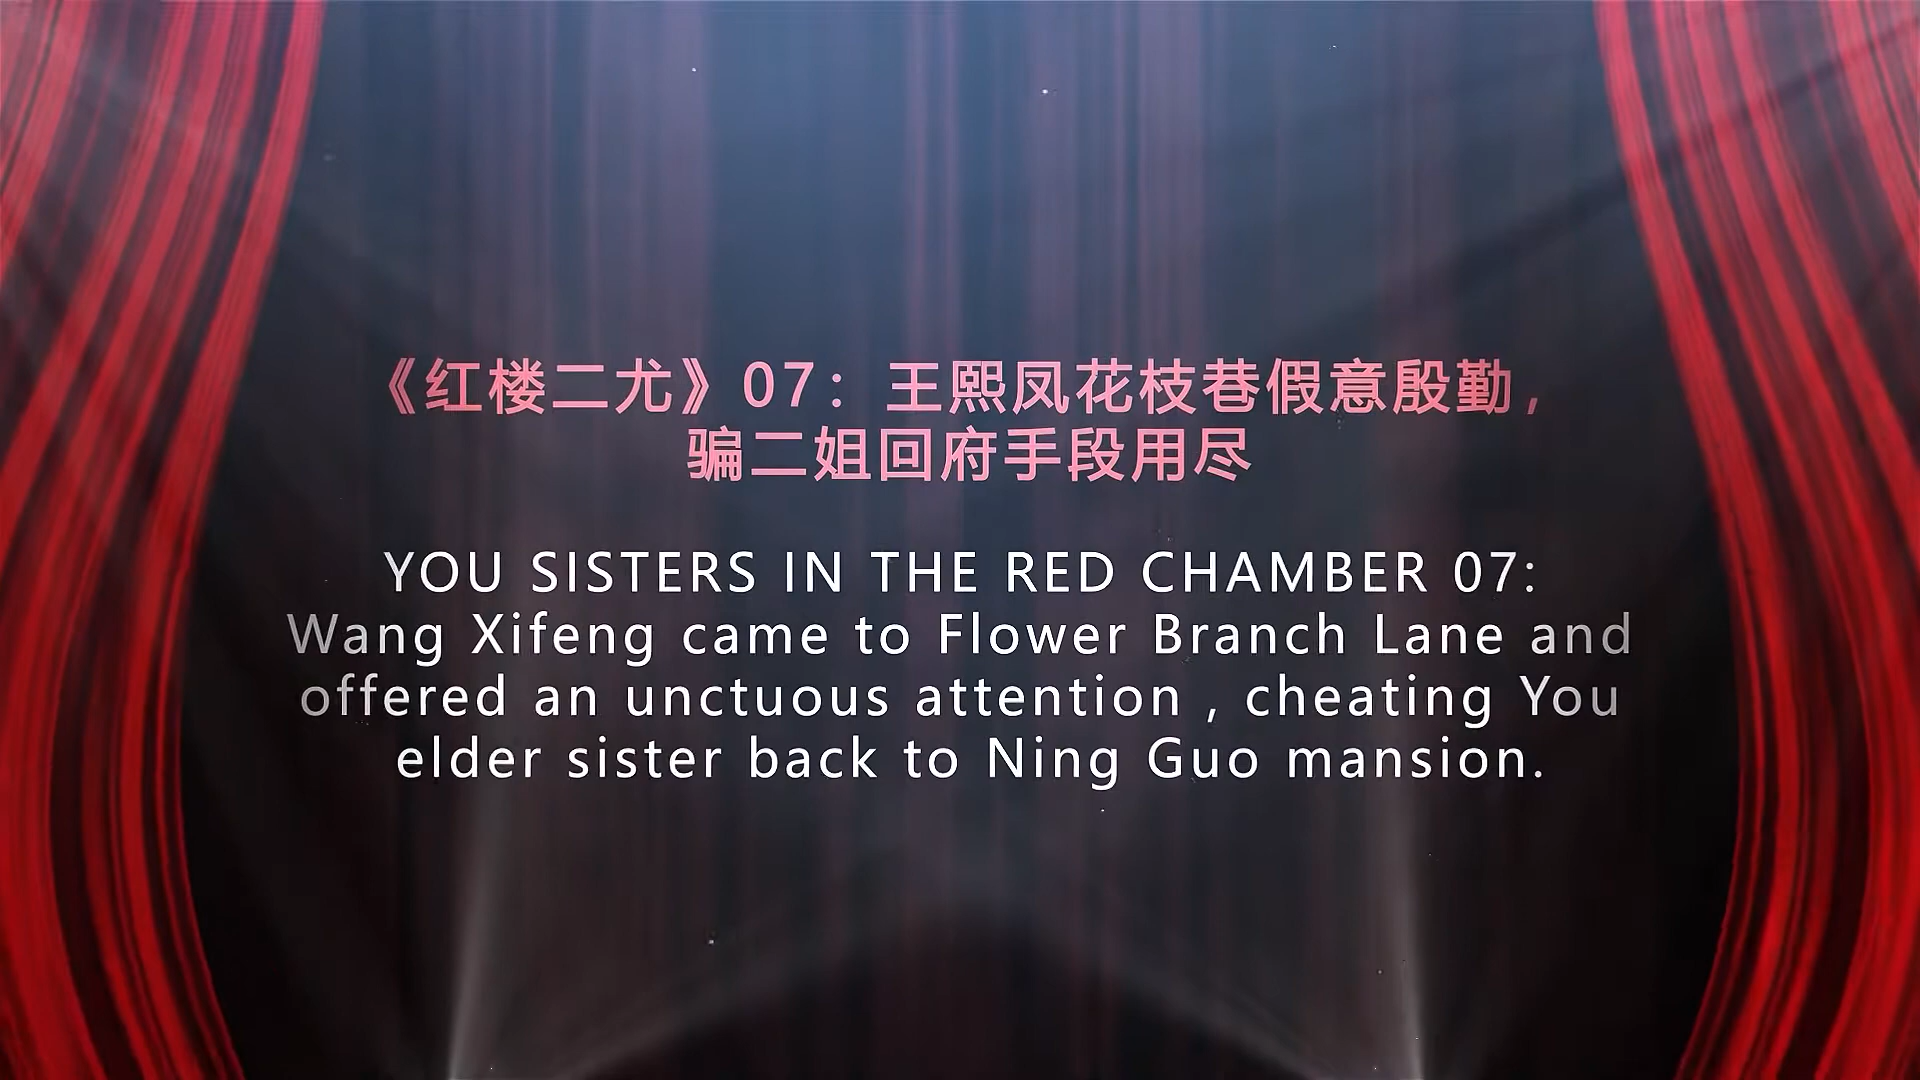 《红楼二尤》07：王熙凤花枝巷假意殷勤，
骗二姐回府手段用尽
YOU SISTERS IN THE RED CHAMBER 07:
Wang Xifeng came to Flower Branch Lane and
offered an unctuous attention , cheating You
elder sister back to Ning Guo mansion.